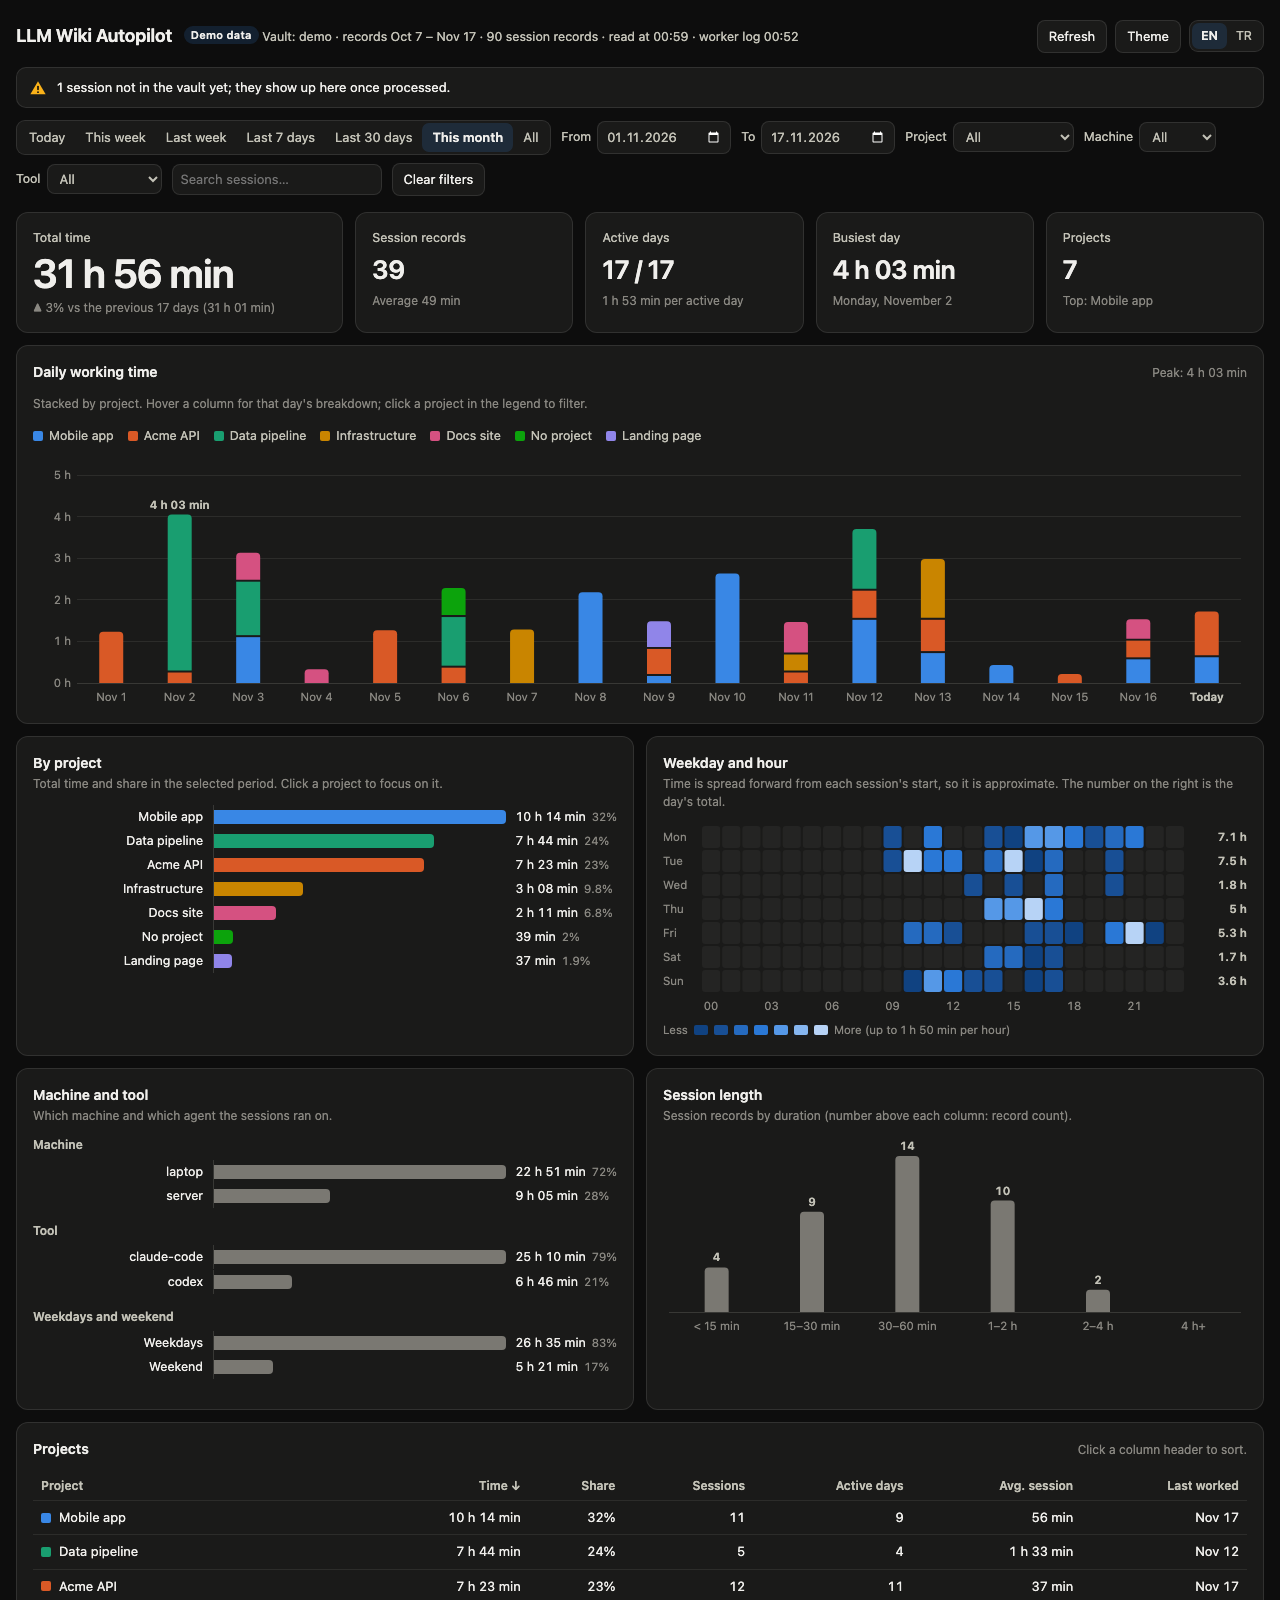 LLM Wiki Autopilot Demo data Vault: demo · records Oct 7 – Nov 17 · 90 session records · read at 00:59 · worker log 00:52 Refresh Theme EN TR
1 session not in the vault yet; they show up here once processed.
Today This week Last week Last 7 days Last 30 days This month All From 01.11.2026 To 17.11.2026 Project All Machine All
Tool All Search sessions... Clear filters
Total time
31 h 56 min
▲ 3% vs the previous 17 days (31 h 01 min)
Session records
39
Average 49 min
Active days
17 / 17
1 h 53 min per active day
Busiest day
4 h 03 min
Monday, November 2
Projects
7
Top: Mobile app
Daily working time Peak: 4 h 03 min
Stacked by project. Hover a column for that day's breakdown; click a project in the legend to filter.
Mobile app Acme API Data pipeline Infrastructure Docs site No project Landing page
5 h
4 h 03 min
4 h
3 h
2 h
1 h
0 h
Nov 1 Nov 2 Nov 3 Nov 4 Nov 5 Nov 6 Nov 7 Nov 8 Nov 9 Nov 10 Nov 11 Nov 12 Nov 13 Nov 14 Nov 15 Nov 16 Today
By project
Total time and share in the selected period. Click a project to focus on it.
Mobile app 10 h 14 min 32%
Data pipeline 7 h 44 min 24%
Acme API 7 h 23 min 23%
Infrastructure 3 h 08 min 9.8%
Docs site 2 h 11 min 6.8%
No project 39 min 2%
Landing page 37 min 1.9%
Weekday and hour
Time is spread forward from each session's start, so it is approximate. The number on the right is the
day's total.
Mon 7.1 h
Tue 7.5 h
Wed 1.8 h
Thu 5 h
Fri 5.3 h
Sat 1.7 h
Sun 3.6 h
00 03 06 09 12 15 18 21
Less More (up to 1 h 50 min per hour)
Machine and tool
Which machine and which agent the sessions ran on.
Machine
laptop 22 h 51 min 72%
server 9 h 05 min 28%
Tool
claude-code 25 h 10 min 79%
codex 6 h 46 min 21%
Weekdays and weekend
Weekdays 26 h 35 min 83%
Weekend 5 h 21 min 17%
Session length
Session records by duration (number above each column: record count).
4 9 14 10 2
< 15 min 15–30 min 30–60 min 1–2 h 2–4 h 4 h+
Projects Click a column header to sort.
Project Time ↓ Share Sessions Active days Avg. session Last worked
Mobile app 10 h 14 min 32% 11 9 56 min Nov 17
Data pipeline 7 h 44 min 24% 5 4 1 h 33 min Nov 12
Acme API 7 h 23 min 23% 12 11 37 min Nov 17